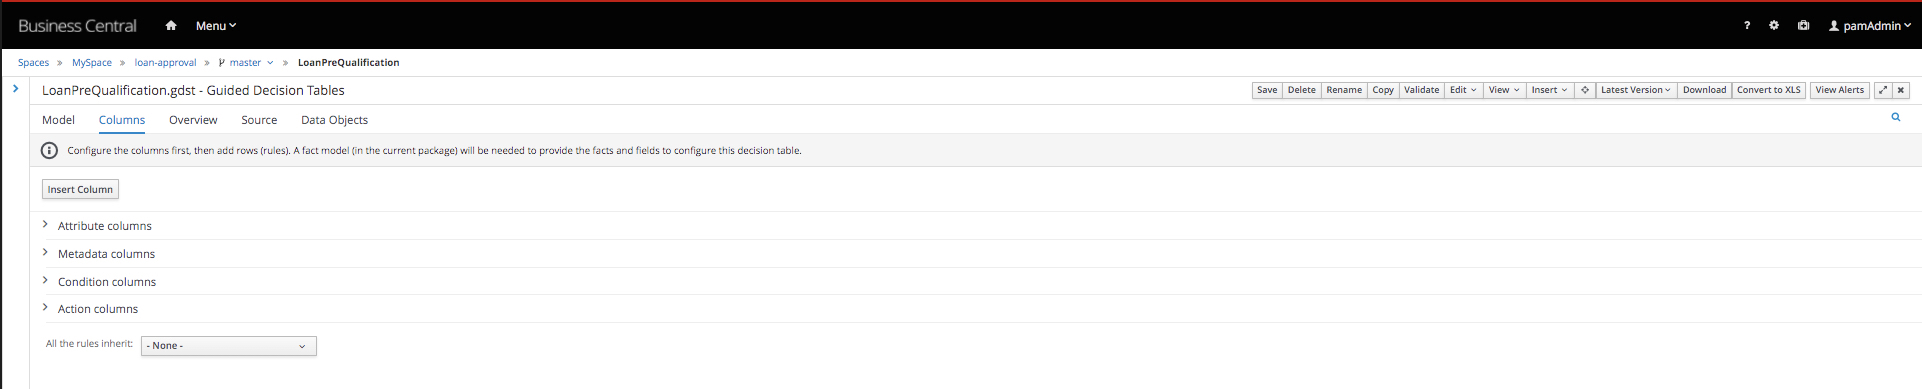 Business Central Menu ? pamAdmin
Spaces » MySpace » loan-approval » master » LoanPreQualification
LoanPreQualification.gdst - Guided Decision Tables Save Delete Rename Copy Validate Edit View Insert Latest Version Download Convert to XLS View Alerts
Model Columns Overview Source Data Objects
Configure the columns first, then add rows (rules). A fact model (in the current package) will be needed to provide the facts and fields to configure this decision table.
Insert Column
Attribute columns
Metadata columns
Condition columns
Action columns
All the rules inherit: - None -